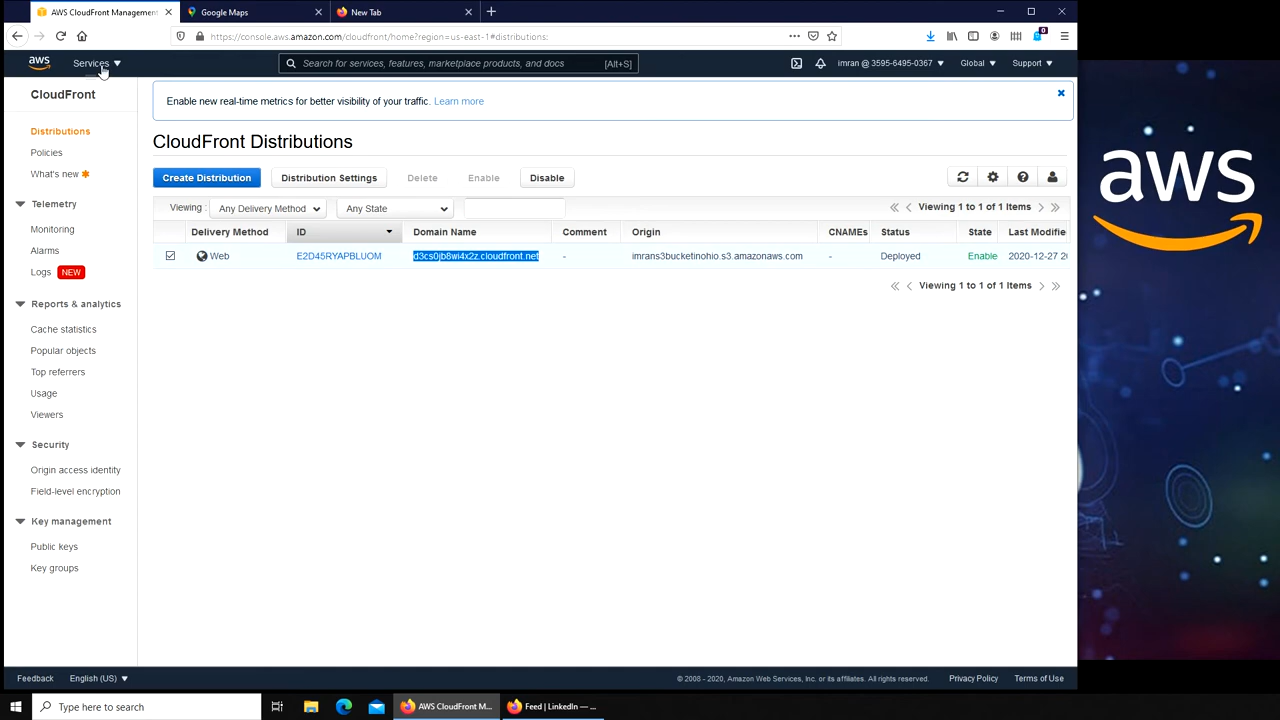 AWS CloudFront Management
Google Maps
New Tab
https://console.aws.amazon.com/cloudfront/home?region=us-east-1#distributions:
aws
Services
Search for services, features, marketplace products, and docs
[Alt+S]
imran @ 3595-6495-0367
Global
Support
CloudFront
Distributions
Policies
What's new
Telemetry
Monitoring
Alarms
Logs NEW
Reports & analytics
Cache statistics
Popular objects
Top referrers
Usage
Viewers
Security
Origin access identity
Field-level encryption
Key management
Public keys
Key groups
Enable new real-time metrics for better visibility of your traffic. Learn more
CloudFront Distributions
Create Distribution
Distribution Settings
Delete
Enable
Disable
Viewing : Any Delivery Method Any State
Viewing 1 to 1 of 1 Items
Delivery Method ID Domain Name Comment Origin CNAMEs Status State Last Modifie
Web E2D45RYAPBLUOM d3cs0jb8wi4x2z.cloudfront.net - imrans3bucketinohio.s3.amazonaws.com - Deployed Enable 2020-12-27 20
Viewing 1 to 1 of 1 Items
aws
Feedback
English (US)
© 2008 - 2020, Amazon Web Services, Inc. or its affiliates. All rights reserved.
Privacy Policy
Terms of Use
Type here to search
AWS CloudFront M...
Feed | LinkedIn — ...
0